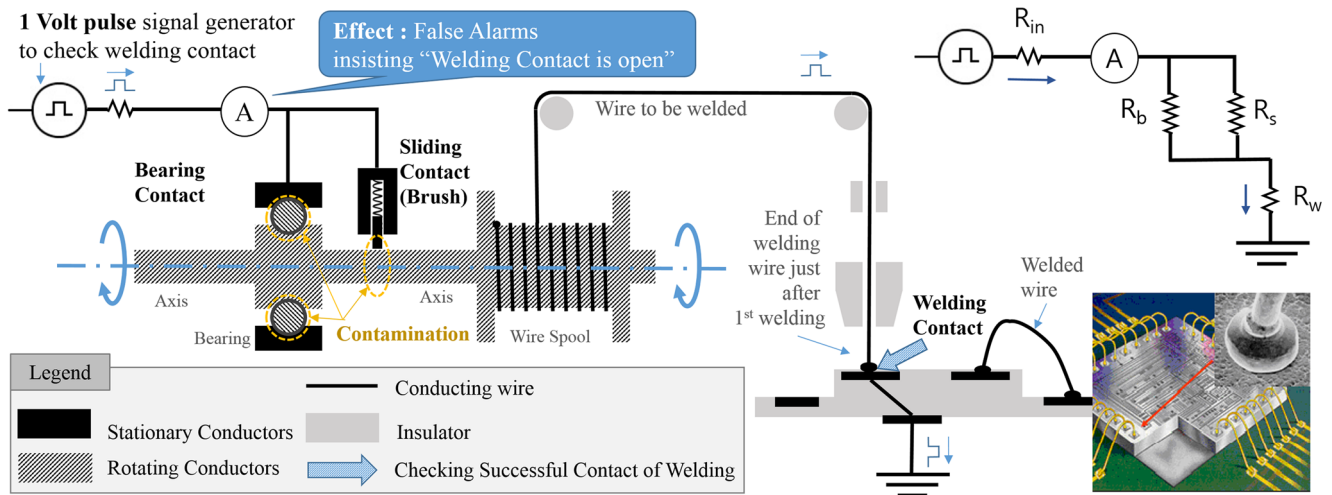 1 Volt pulse signal generator
to check welding contact
Effect : False Alarms
insisting “Welding Contact is open”
A
Bearing
Contact
Sliding
Contact
(Brush)
Wire to be welded
Axis
Axis
Bearing
Contamination
Wire Spool
End of
welding
wire just
after
1st welding
Welding
Contact
Welded
wire
Rin
A
Rb
Rs
Rw
Legend
Stationary Conductors
Rotating Conductors
Conducting wire
Insulator
Checking Successful Contact of Welding